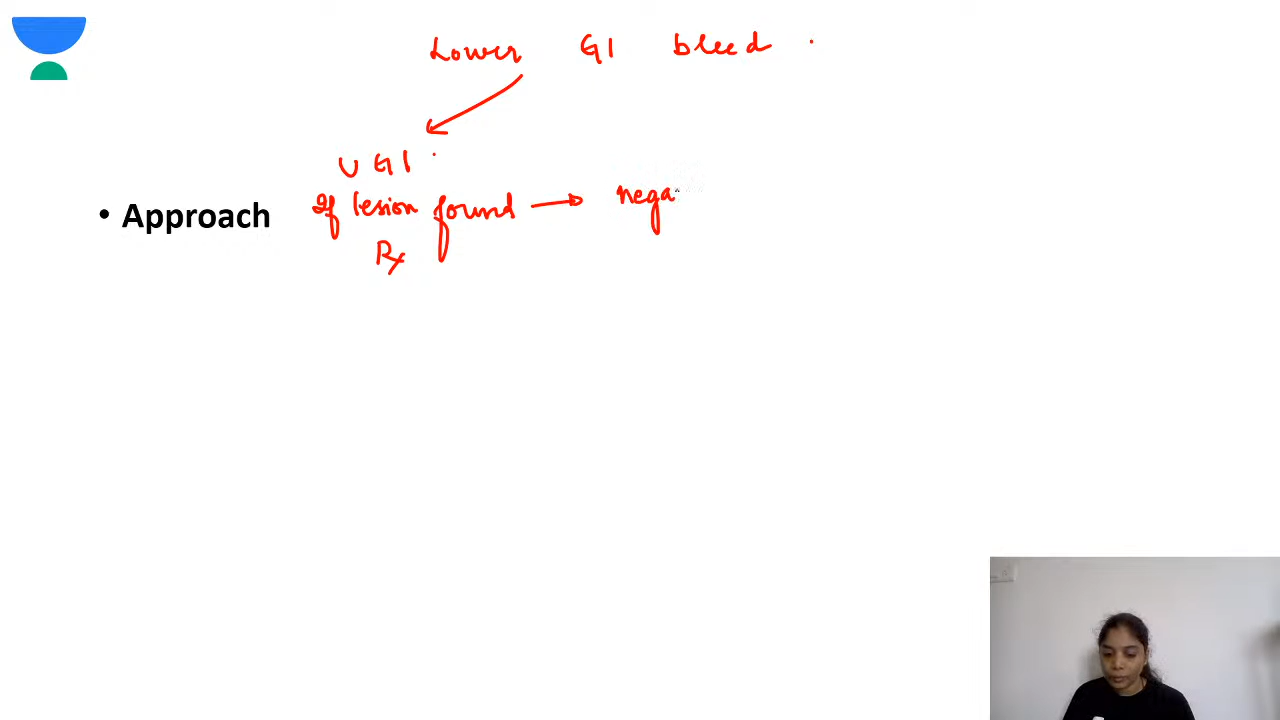 Lower GI bleed .
UGI .
If lesion found → nega
• Approach
Rx